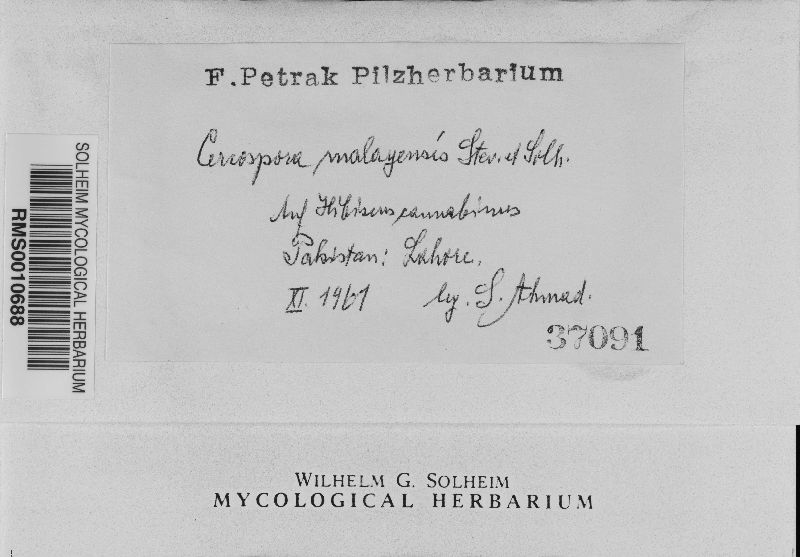 F. Petrak Pilzherbarium
Cercospora malayensis Stev. et Solh.
Auf Hibiscus cannabinus
Pakistan: Lahore,
XI. 1961 leg. S. Ahmad.
37091
SOLHEIM MYCOLOGICAL HERBARIUM
RMS0010688
WILHELM G. SOLHEIM
MYCOLOGICAL HERBARIUM